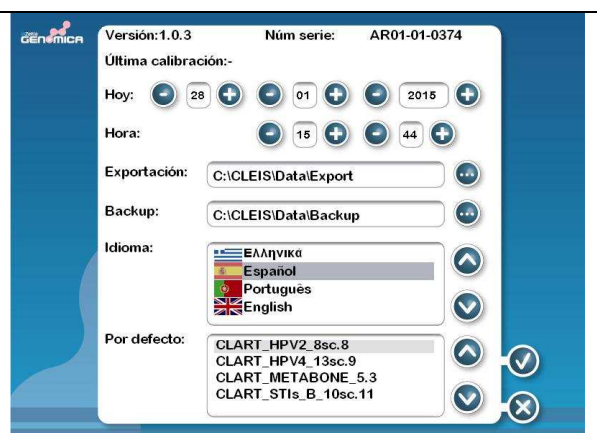 GENOMICA
Versión:1.0.3 Núm serie: AR01-01-0374
Última calibración:-
Hoy: - 28 + - 01 + - 2015 +
Hora: - 15 + - 44 +
Exportación: C:\CLEIS\Data\Export ...
Backup: C:\CLEIS\Data\Backup ...
Idioma:
Ελληνικα
Español
Português
English
Por defecto:
CLART_HPV2_8sc.8
CLART_HPV4_13sc.9
CLART_METABONE_5.3
CLART_STIs_B_10sc.11